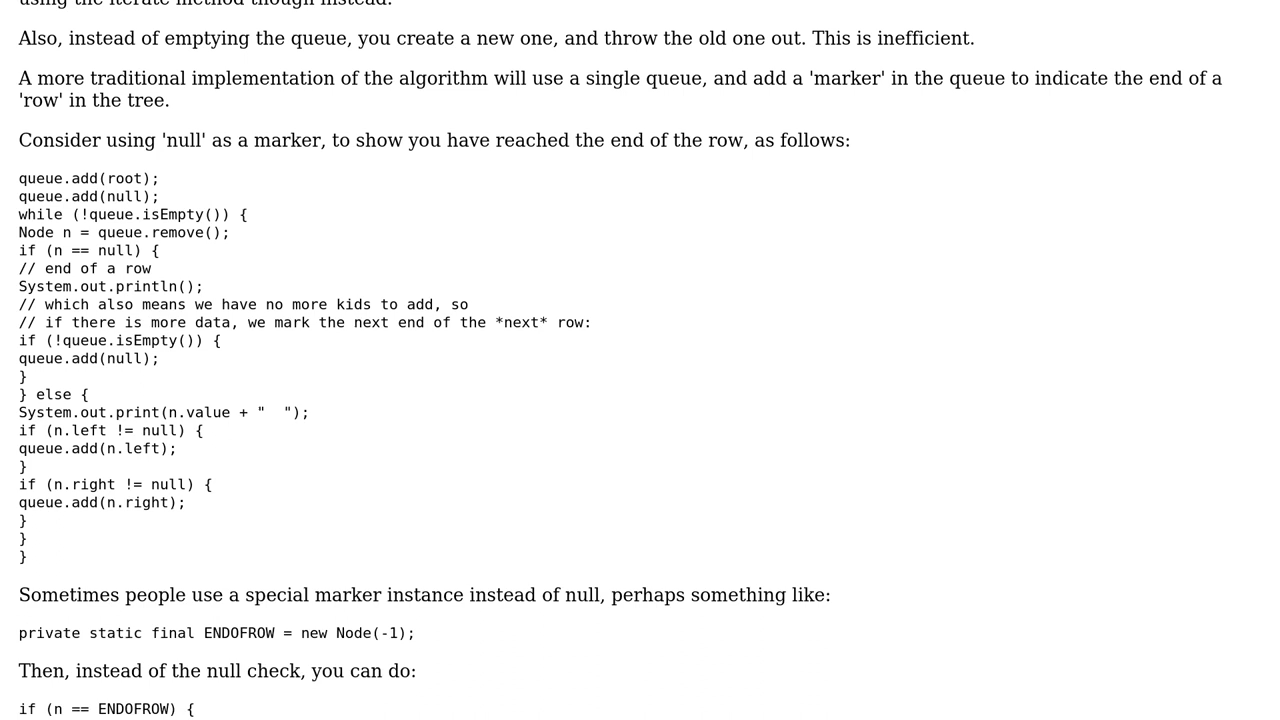 using the iterate method though instead.
Also, instead of emptying the queue, you create a new one, and throw the old one out. This is inefficient.
A more traditional implementation of the algorithm will use a single queue, and add a 'marker' in the queue to indicate the end of a
'row' in the tree.
Consider using 'null' as a marker, to show you have reached the end of the row, as follows:
queue.add(root);
queue.add(null);
while (!queue.isEmpty()) {
Node n = queue.remove();
if (n == null) {
// end of a row
System.out.println();
// which also means we have no more kids to add, so
// if there is more data, we mark the next end of the *next* row:
if (!queue.isEmpty()) {
queue.add(null);
}
} else {
System.out.print(n.value + "  ");
if (n.left != null) {
queue.add(n.left);
}
if (n.right != null) {
queue.add(n.right);
}
}
}
Sometimes people use a special marker instance instead of null, perhaps something like:
private static final ENDOFROW = new Node(-1);
Then, instead of the null check, you can do:
if (n == ENDOFROW) {